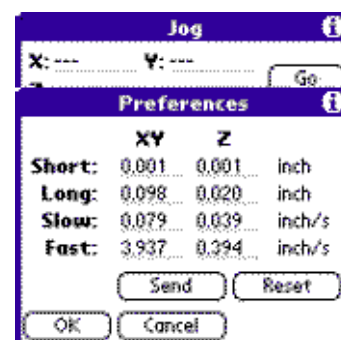 Jog i
X: --- Y: ---
Go
Preferences i
XY Z
Short: 0.001 0.001 inch
Long: 0.098 0.020 inch
Slow: 0.079 0.039 inch/s
Fast: 3.937 0.394 inch/s
Send Reset
OK Cancel